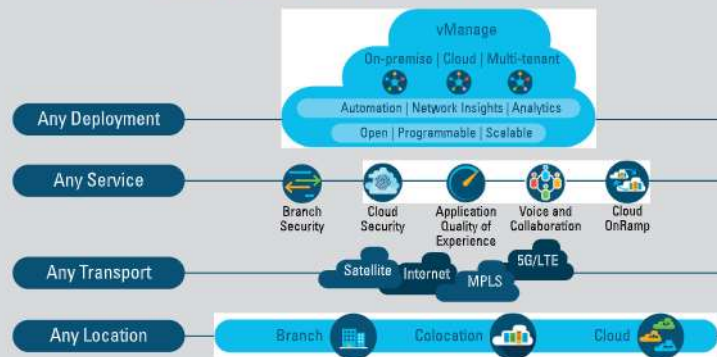 vManage
On-premise | Cloud | Multi-tenant
Automation | Network Insights | Analytics
Any Deployment
Open | Programmable | Scalable
Any Service
Branch Security
Cloud Security
Application Quality of Experience
Voice and Collaboration
Cloud OnRamp
Any Transport
Satellite
Internet
MPLS
5G/LTE
Any Location
Branch
Colocation
Cloud